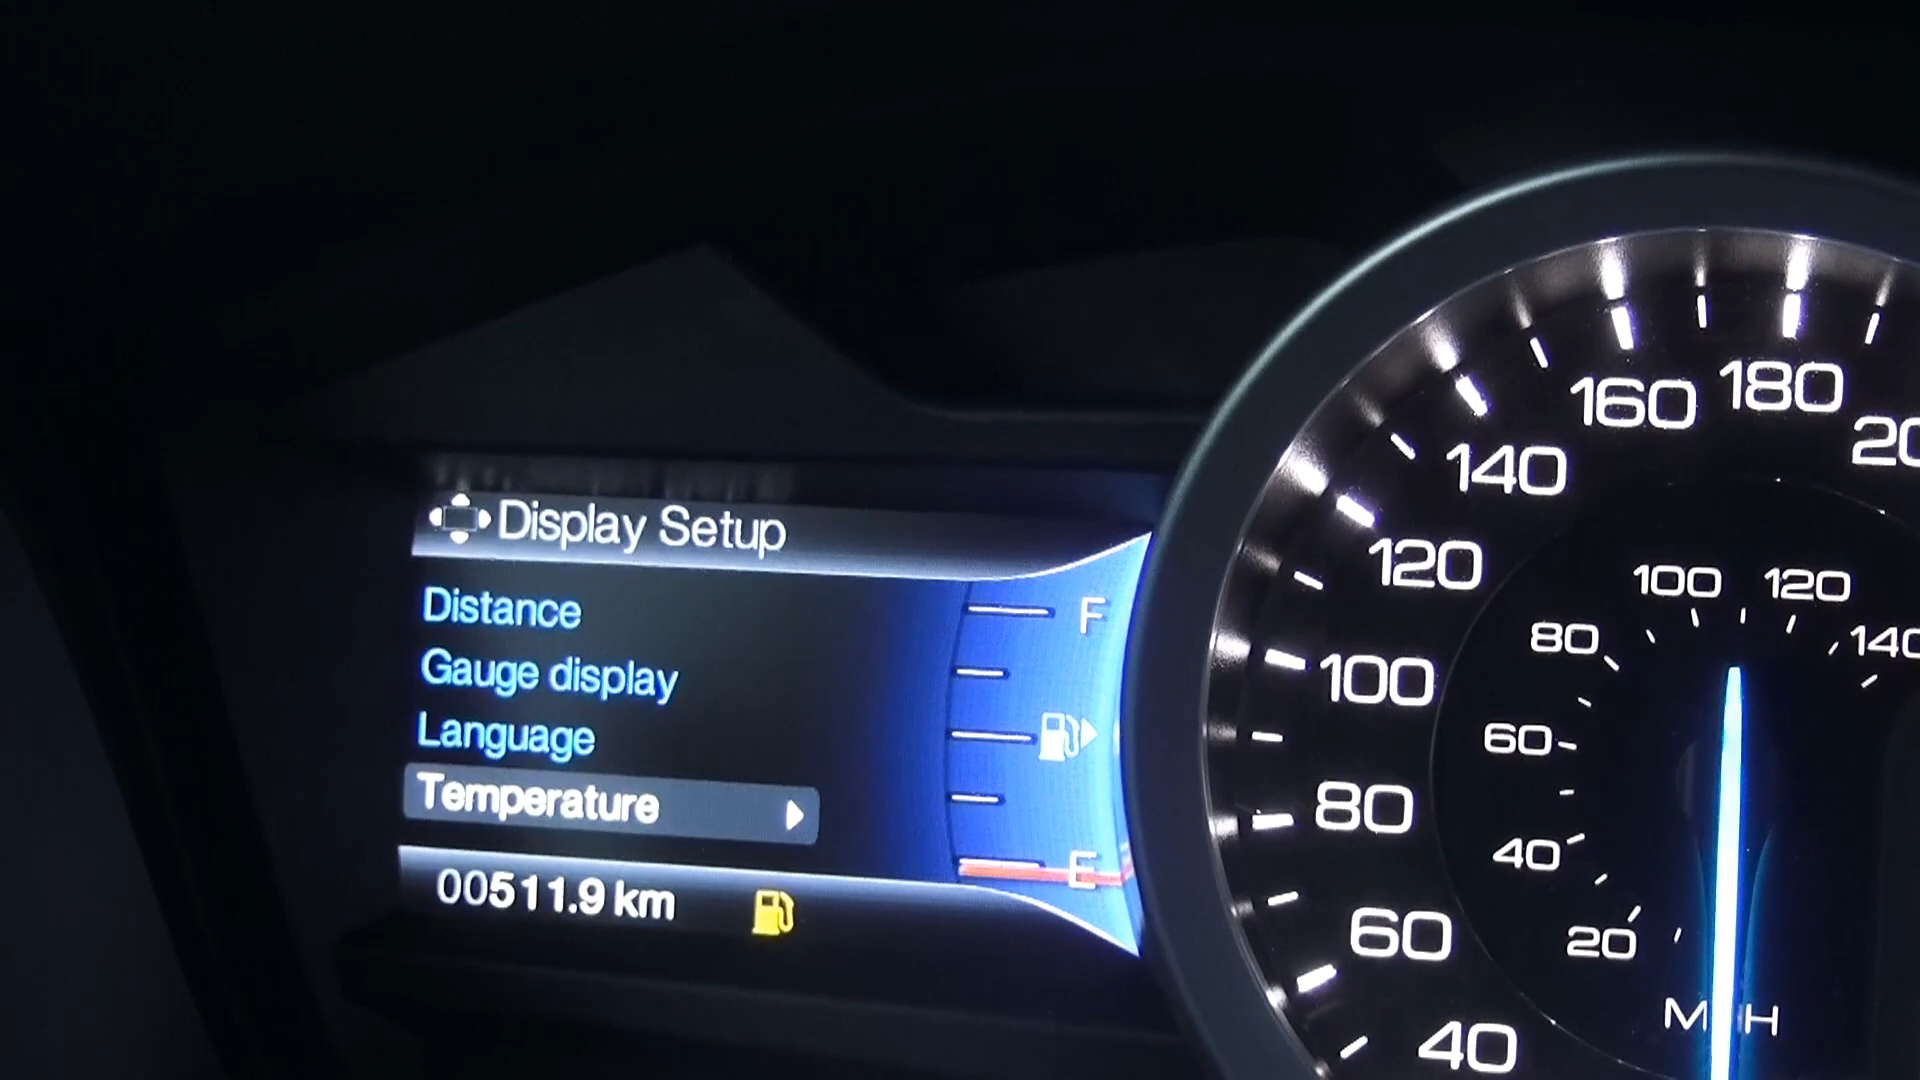 Display Setup
Distance
Gauge display
Language
Temperature
00511.9 km
F
E
40
60
80
100
120
140
160
180
20
40
60
80
100
120
140
M H